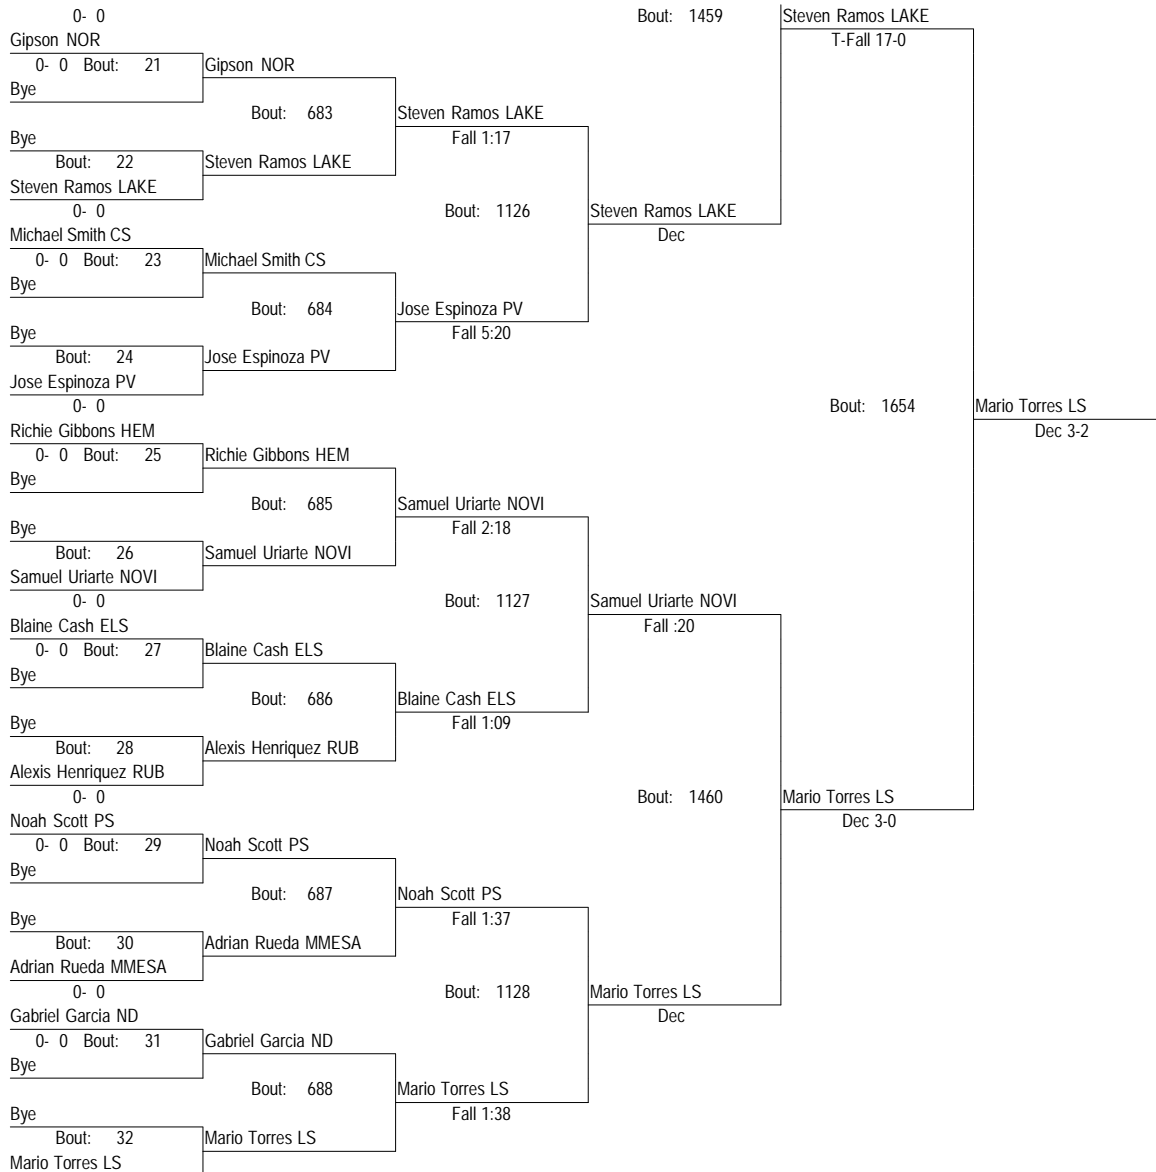 0- 0
Bout: 1459
Steven Ramos LAKE
Gipson NOR
T-Fall 17-0
0- 0 Bout: 21
Gipson NOR
Bye
Bout: 683
Steven Ramos LAKE
Bye
Fall 1:17
Bout: 22
Steven Ramos LAKE
Steven Ramos LAKE
0- 0
Bout: 1126
Steven Ramos LAKE
Michael Smith CS
Dec
0- 0 Bout: 23
Michael Smith CS
Bye
Bout: 684
Jose Espinoza PV
Bye
Fall 5:20
Bout: 24
Jose Espinoza PV
Jose Espinoza PV
0- 0
Bout: 1654
Mario Torres LS
Richie Gibbons HEM
Dec 3-2
0- 0 Bout: 25
Richie Gibbons HEM
Bye
Bout: 685
Samuel Uriarte NOVI
Bye
Fall 2:18
Bout: 26
Samuel Uriarte NOVI
Samuel Uriarte NOVI
0- 0
Bout: 1127
Samuel Uriarte NOVI
Blaine Cash ELS
Fall :20
0- 0 Bout: 27
Blaine Cash ELS
Bye
Bout: 686
Blaine Cash ELS
Bye
Fall 1:09
Bout: 28
Alexis Henriquez RUB
Alexis Henriquez RUB
0- 0
Bout: 1460
Mario Torres LS
Noah Scott PS
Dec 3-0
0- 0 Bout: 29
Noah Scott PS
Bye
Bout: 687
Noah Scott PS
Bye
Fall 1:37
Bout: 30
Adrian Rueda MMESA
Adrian Rueda MMESA
0- 0
Bout: 1128
Mario Torres LS
Gabriel Garcia ND
Dec
0- 0 Bout: 31
Gabriel Garcia ND
Bye
Bout: 688
Mario Torres LS
Bye
Fall 1:38
Bout: 32
Mario Torres LS
Mario Torres LS